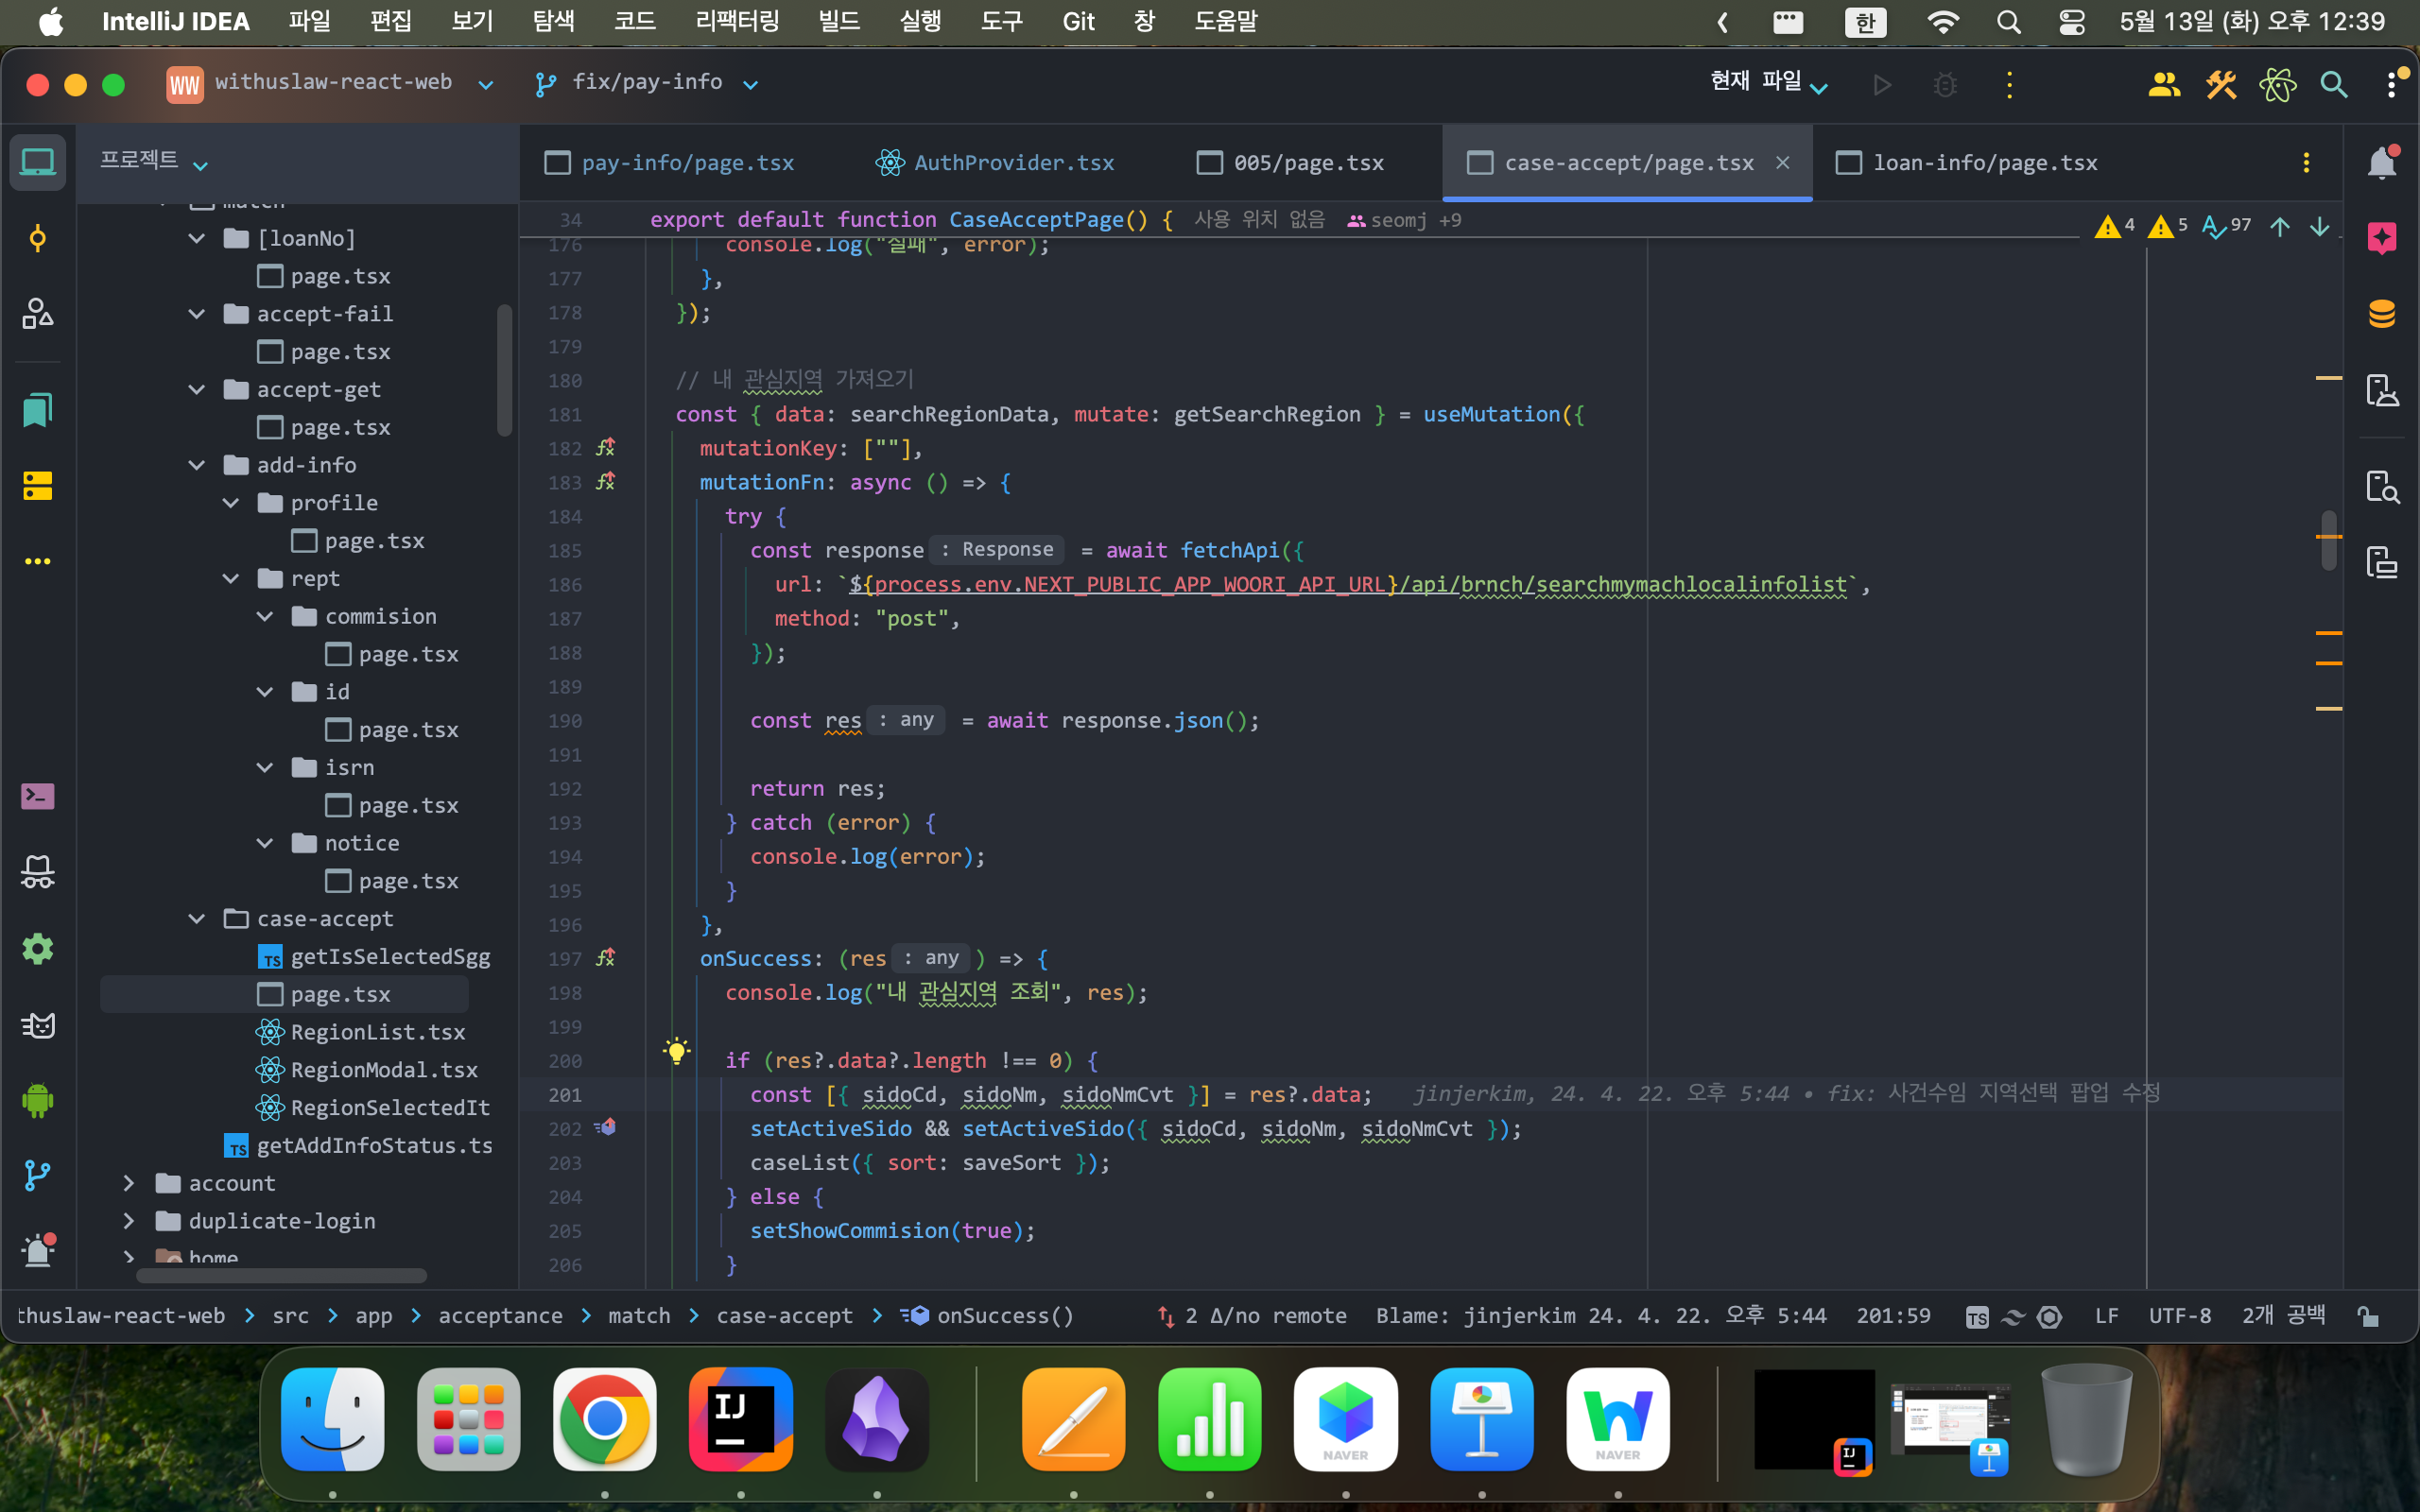 IntelliJ IDEA 파일 편집 보기 탐색 코드 리팩터링 빌드 실행 도구 Git 창 도움말 한 5월 13일 (화) 오후 12:39
WW withuslaw-react-web fix/pay-info 현재 파일
프로젝트
pay-info/page.tsx AuthProvider.tsx 005/page.tsx case-accept/page.tsx loan-info/page.tsx
match
[loanNo]
page.tsx
accept-fail
page.tsx
accept-get
page.tsx
add-info
profile
page.tsx
rept
commision
page.tsx
id
page.tsx
isrn
page.tsx
notice
page.tsx
case-accept
getIsSelectedSgg
page.tsx
RegionList.tsx
RegionModal.tsx
RegionSelectedIt
getAddInfoStatus.ts
account
duplicate-login
home
34 export default function CaseAcceptPage() { 사용 위치 없음 seomj +9
4 5 97
176 console.log("실패", error);
177 },
178 });
179
180 // 내 관심지역 가져오기
181 const { data: searchRegionData, mutate: getSearchRegion } = useMutation({
182 mutationKey: [""],
183 mutationFn: async () => {
184 try {
185 const response : Response = await fetchApi({
186 url: `${process.env.NEXT_PUBLIC_APP_WOORI_API_URL}/api/brnch/searchmymachlocalinfolist`,
187 method: "post",
188 });
189
190 const res : any = await response.json();
191
192 return res;
193 } catch (error) {
194 console.log(error);
195 }
196 },
197 onSuccess: (res : any ) => {
198 console.log("내 관심지역 조회", res);
199
200 if (res?.data?.length !== 0) {
201 const [{ sidoCd, sidoNm, sidoNmCvt }] = res?.data; jinjerkim, 24. 4. 22. 오후 5:44 • fix: 사건수임 지역선택 팝업 수정
202 setActiveSido && setActiveSido({ sidoCd, sidoNm, sidoNmCvt });
203 caseList({ sort: saveSort });
204 } else {
205 setShowCommision(true);
206 }
thuslaw-react-web > src > app > acceptance > match > case-accept > onSuccess() 2 Δ/no remote Blame: jinjerkim 24. 4. 22. 오후 5:44 201:59 TS LF UTF-8 2개 공백
IJ NAVER NAVER IJ